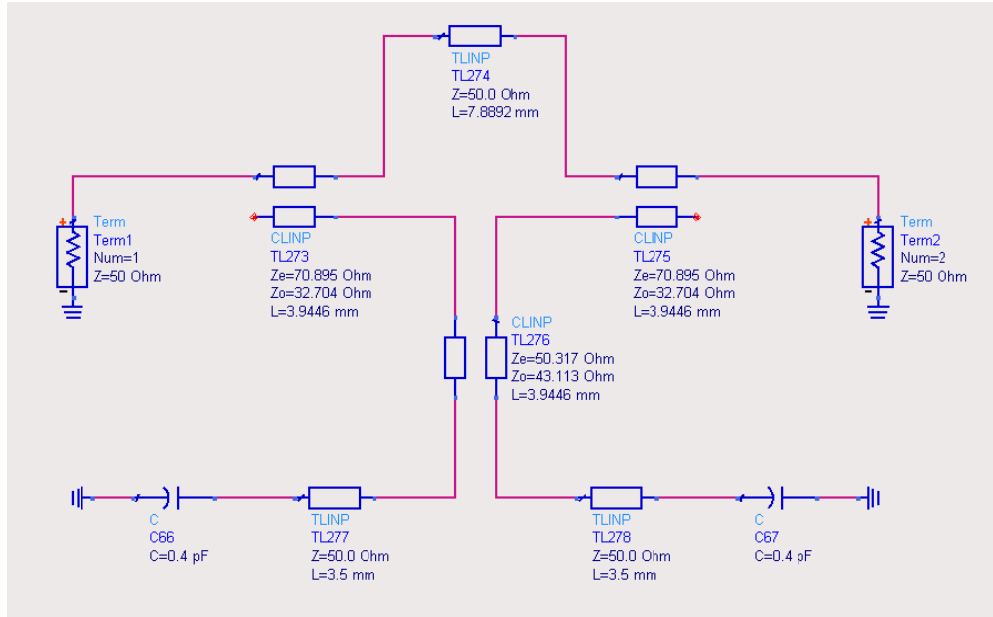 TLINP
TL274
Z=50.0 Ohm
L=7.8892 mm
+
Term
Term1
Num=1
Z=50 Ohm
-
CLINP
TL273
Ze=70.895 Ohm
Zo=32.704 Ohm
L=3.9446 mm
CLINP
TL275
Ze=70.895 Ohm
Zo=32.704 Ohm
L=3.9446 mm
+
Term
Term2
Num=2
Z=50 Ohm
-
CLINP
TL276
Ze=50.317 Ohm
Zo=43.113 Ohm
L=3.9446 mm
C
C66
C=0.4 pF
TLINP
TL277
Z=50.0 Ohm
L=3.5 mm
TLINP
TL278
Z=50.0 Ohm
L=3.5 mm
C
C67
C=0.4 pF